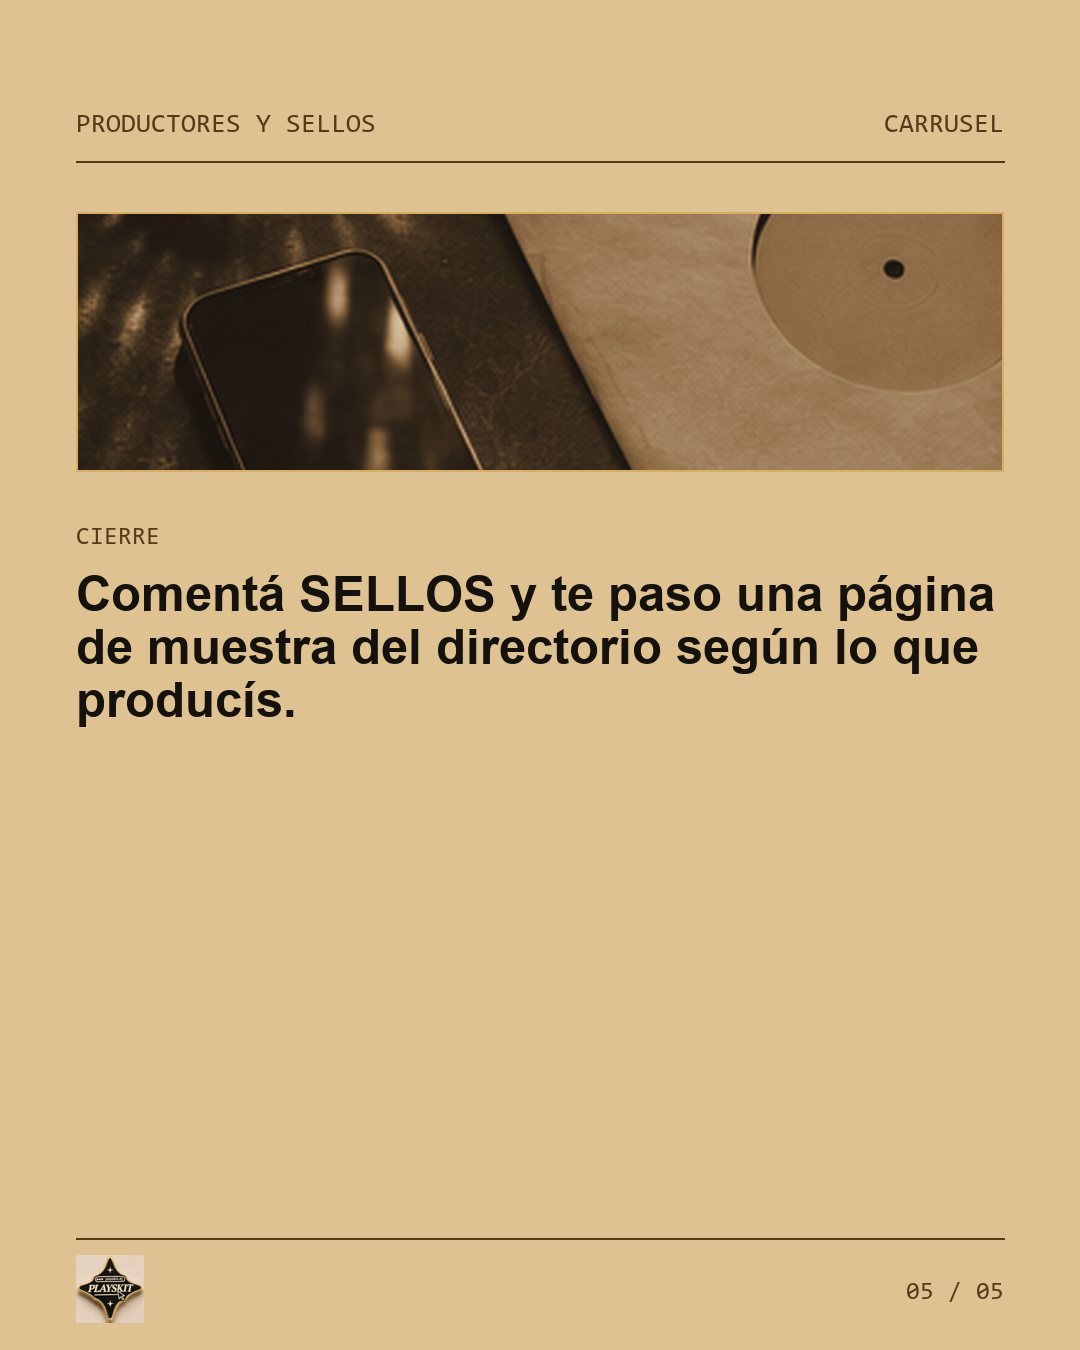 PRODUCTORES Y SELLOS
CARRUSEL
CIERRE
Comentá SELLOS y te paso una página
de muestra del directorio según lo que
producís.
PLAYSKIT
05 / 05